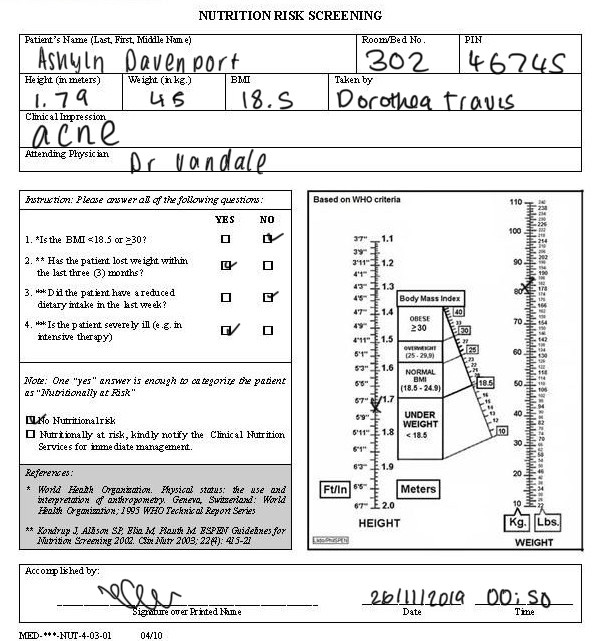 NUTRITION RISK SCREENING
Patient's Name (Last, First, Middle Name) Room/Bed No. PIN
Ashyln Davenport 302 46745
Height (in meters) Weight (in kg.) BMI Taken by
1.79 45 18.5 Dorothea Travis
Clinical Impression
acne
Attending Physician
Dr Vandale
Instruction: Please answer all of the following questions:
YES NO
1. *Is the BMI <18.5 or ≥30?
2. ** Has the patient lost weight within
the last three (3) months?
3. **Did the patient have a reduced
dietary intake in the last week?
4. **Is the patient severely ill (e.g. in
intensive therapy)
Note: One "yes" answer is enough to categorize the patient
as "Nutritionally at Risk"
No Nutritional risk
Nutritionally at risk, kindly notify the Clinical Nutrition
Services for immediate management.
References:
* World Health Organization. Physical status: the use and
interpretation of anthropometry. Geneva, Switzerland: World
Health Organization; 1995 WHO Technical Report Series
** Kondrup J, Allison SP, Elia M, Plauth M. ESPEN Guidelines for
Nutrition Screening 2002. Clin Nutr 2003; 22(4): 415-21
Based on WHO criteria
3'7" 1.1
3'9"
3'11" 1.2
4'1"
4'3" 1.3
4'5"
4'7" 1.4
4'9"
4'11" 1.5
5'1"
5'3" 1.6
5'5"
5'7" 1.7
5'9"
5'11" 1.8
6'1"
6'3" 1.9
6'5"
6'7" 2.0
Ft/In Meters
HEIGHT
Body Mass Index
OBESE
≥30
OVERWEIGHT
(25 - 29,9)
NORMAL
BMI
(18.5 - 24.9)
UNDER
WEIGHT
< 18.5
40
30
25
18.5
10
110
100
90
80
70
60
50
40
30
20
10
Kg. Lbs.
WEIGHT
Accomplished by:
26/11/2019 00:50
Signature over Printed Name Date Time
MED-***-NUT-4-03-01 04/10